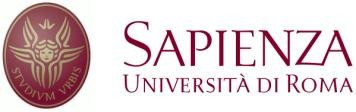 STVDIVM VRBIS
SAPIENZA
UNIVERSITÀ DI ROMA